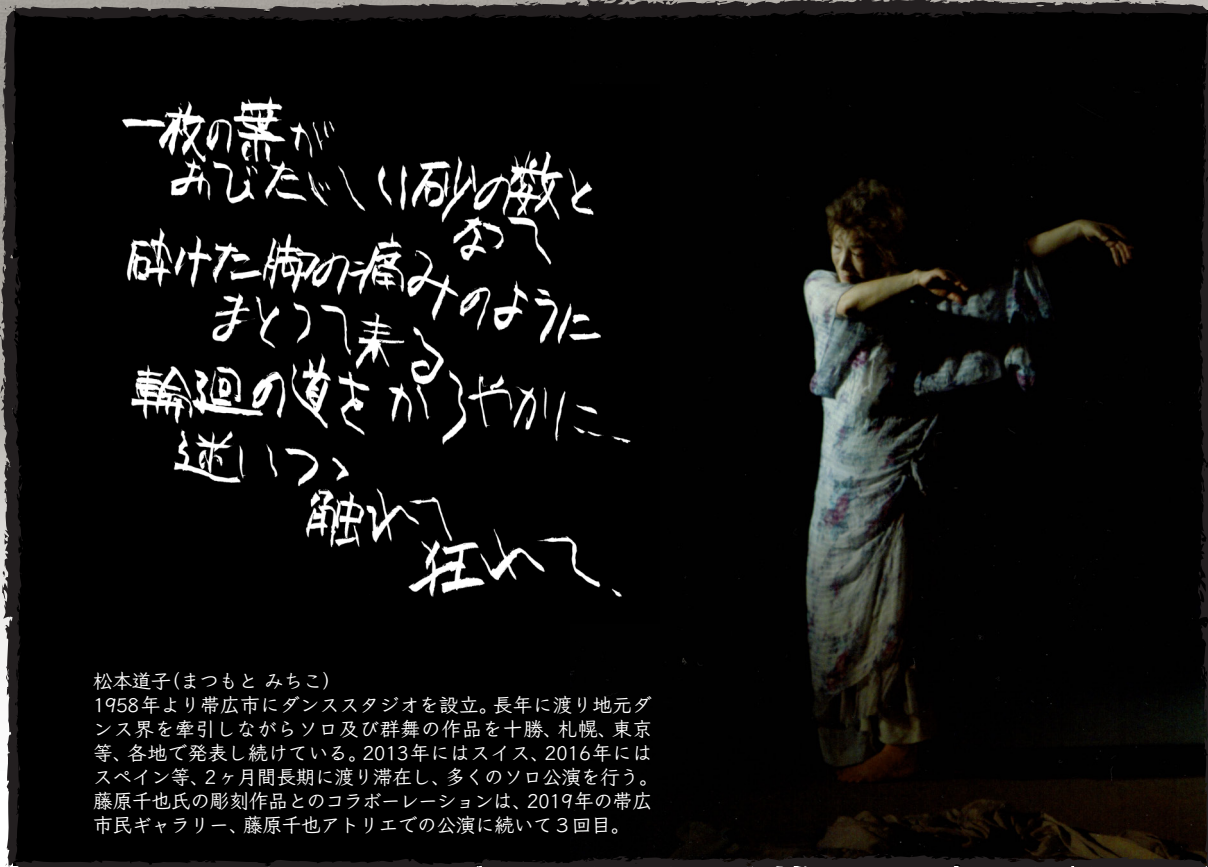 一枚の葉が
おびただしい砂の数と
なって
砕けた脚の痛みのように
まとって来る
輪廻の道をかろやかに
逆いつつ
触れて
狂れて、
松本道子(まつもと みちこ)
1958年より帯広市にダンススタジオを設立。長年に渡り地元ダ
ンス界を牽引しながらソロ及び群舞の作品を十勝、札幌、東京
等、各地で発表し続けている。2013年にはスイス、2016年には
スペイン等、2ヶ月間長期に渡り滞在し、多くのソロ公演を行う。
藤原千也氏の彫刻作品とのコラボーレーションは、2019年の帯広
市民ギャラリー、藤原千也アトリエでの公演に続いて3回目。